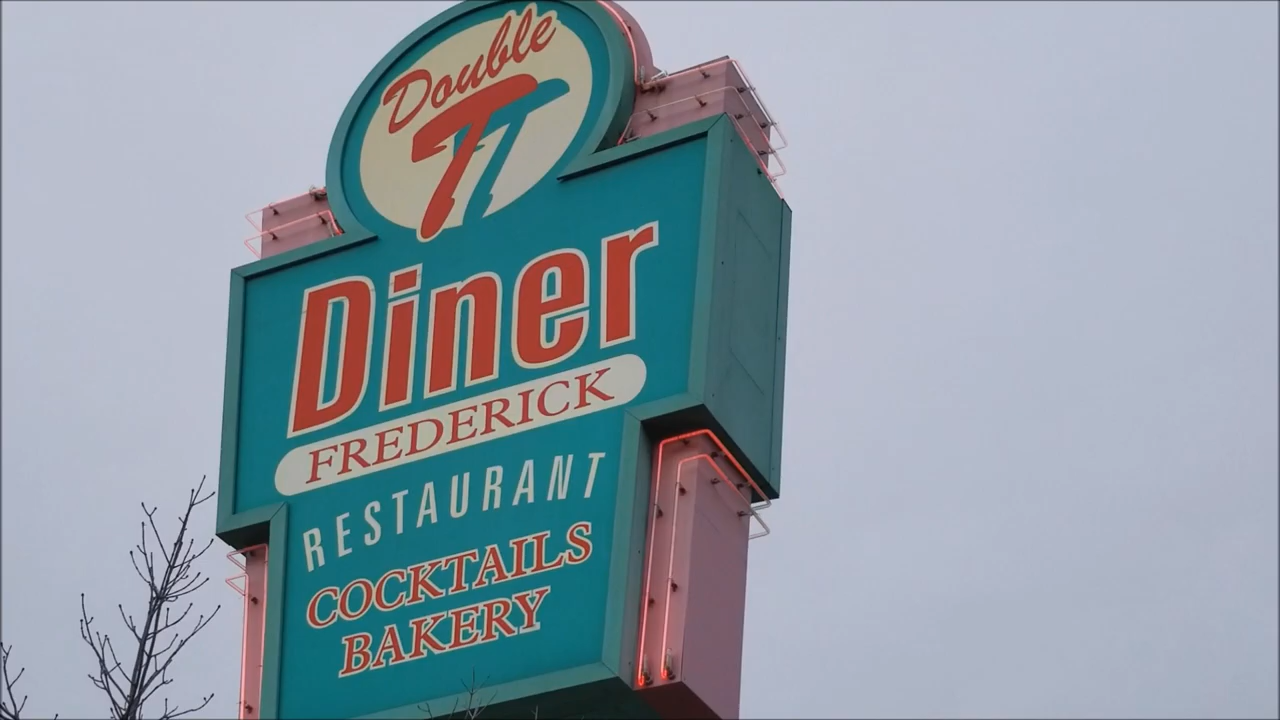 Double
T
Diner
FREDERICK
RESTAURANT
COCKTAILS
BAKERY